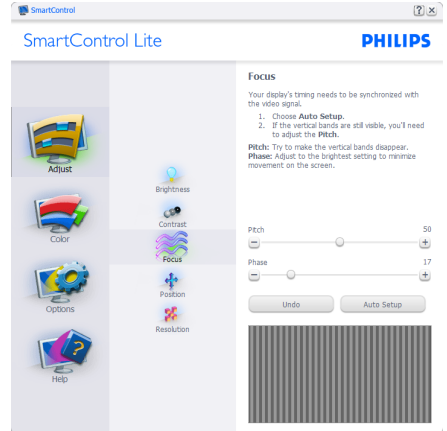 SmartControl
SmartControl Lite
PHILIPS
Adjust
Color
Options
Help
Brightness
Contrast
Focus
Position
Resolution
Focus
Your display's timing needs to be synchronized with
the video signal.
1. Choose Auto Setup.
2. If the vertical bands are still visible, you'll need
to adjust the Pitch.
Pitch: Try to make the vertical bands disappear.
Phase: Adjust to the brightest setting to minimize
movement on the screen.
Pitch 50
Phase 17
Undo Auto Setup